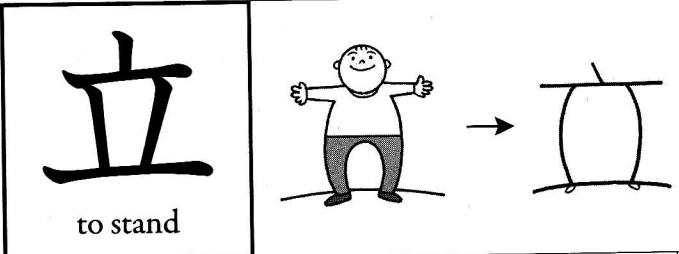 立
to stand